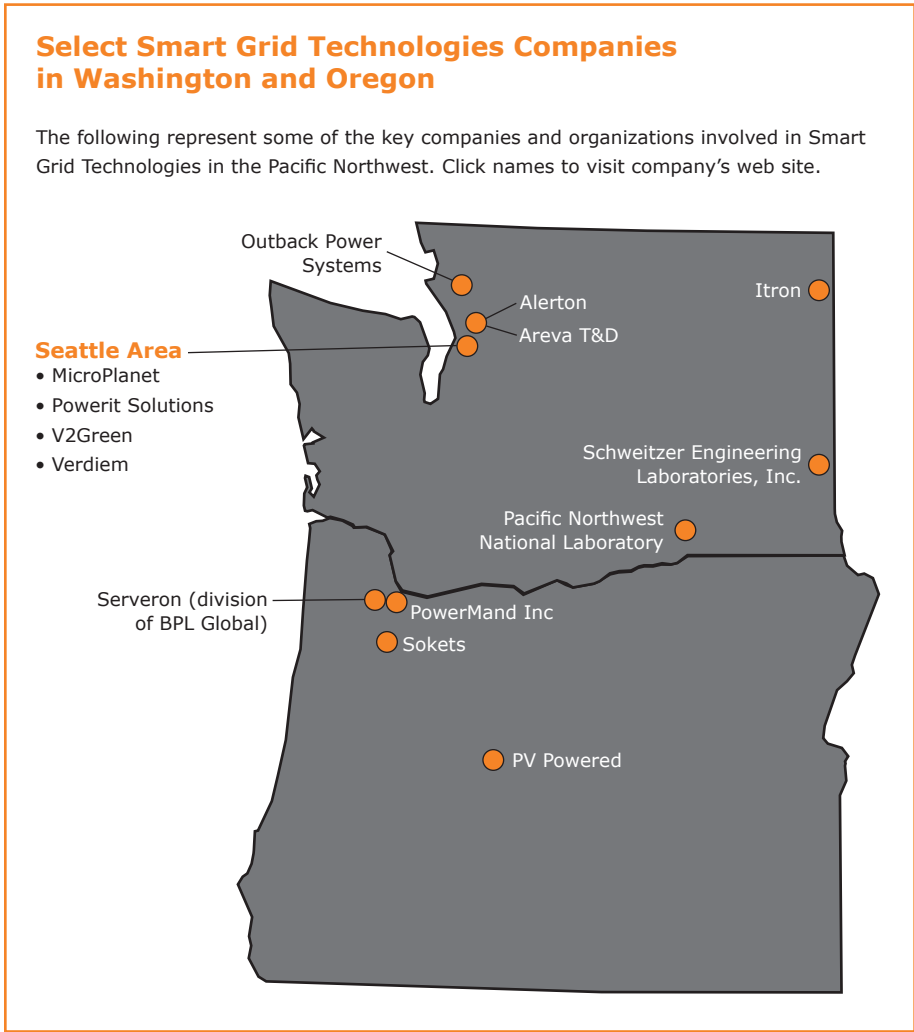 Select Smart Grid Technologies Companies
in Washington and Oregon
The following represent some of the key companies and organizations involved in Smart
Grid Technologies in the Pacific Northwest. Click names to visit company’s web site.
Outback Power
Systems
Alerton
Areva T&D
Itron
Seattle Area
• MicroPlanet
• Powerit Solutions
• V2Green
• Verdiem
Schweitzer Engineering
Laboratories, Inc.
Pacific Northwest
National Laboratory
Serveron (division
of BPL Global)
PowerMand Inc
Sokets
PV Powered